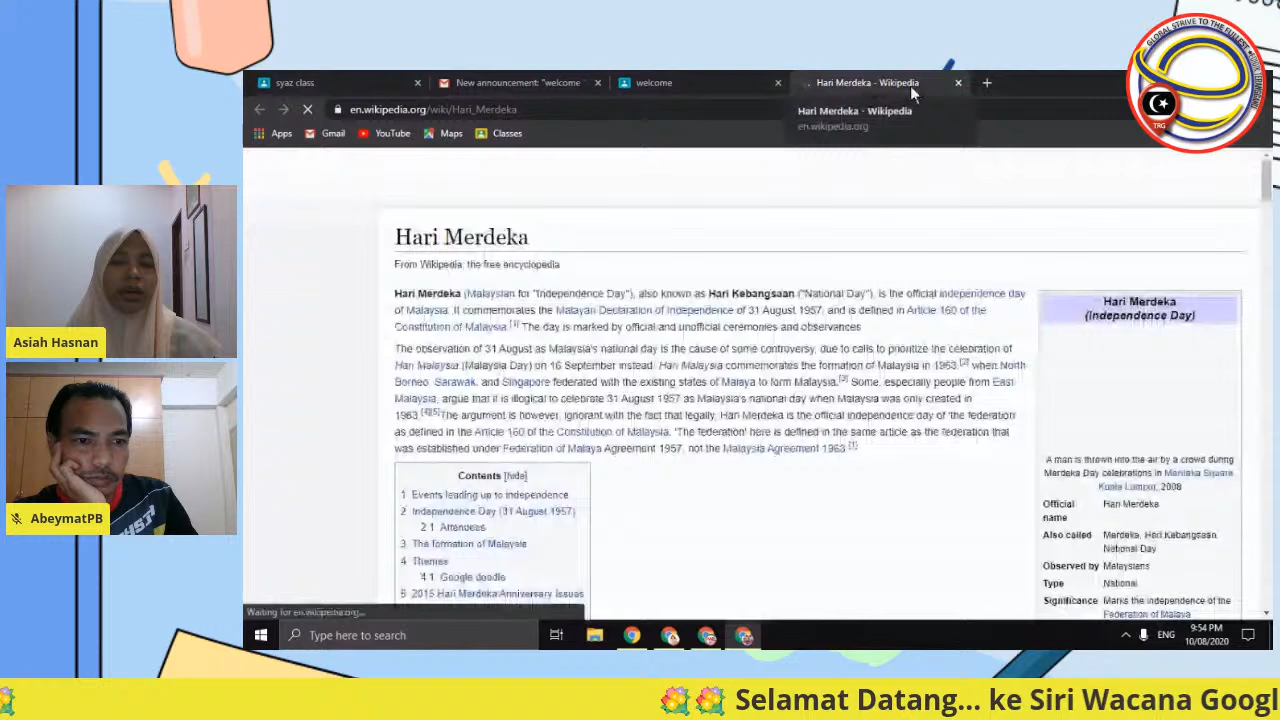 syaz class
New announcement: "welcome
welcome
Hari Merdeka - Wikipedia
en.wikipedia.org/wiki/Hari_Merdeka
Hari Merdeka - Wikipedia
en.wikipedia.org
Apps
Gmail
YouTube
Maps
Classes
GLOBAL STRIVE TO THE FULLEST
TRG
Hari Merdeka
From Wikipedia, the free encyclopedia
Hari Merdeka (Malaysian for "Independence Day"), also known as Hari Kebangsaan ("National Day"), is the official independence day
of Malaysia. It commemorates the Malayan Declaration of Independence of 31 August 1957, and is defined in Article 160 of the
Constitution of Malaysia.[1] The day is marked by official and unofficial ceremonies and observances
The observation of 31 August as Malaysia's national day is the cause of some controversy, due to calls to prioritize the celebration of
Hari Malaysia (Malaysia Day) on 16 September instead. Hari Malaysia commemorates the formation of Malaysia in 1963,[2] when North
Borneo, Sarawak, and Singapore federated with the existing states of Malaya to form Malaysia.[3] Some, especially people from East
Malaysia, argue that it is illogical to celebrate 31 August 1957 as Malaysia's national day when Malaysia was only created in
1963.[4][5]The argument is however, ignorant with the fact that legally, Hari Merdeka is the official independence day of 'the federation'
as defined in the Article 160 of the Constitution of Malaysia. 'The federation' here is defined in the same article as the federation that
was established under Federation of Malaya Agreement 1957, not the Malaysia Agreement 1963.[1]
Contents [hide]
1 Events leading up to independence
2 Independence Day (31 August 1957)
2.1 Attendees
3 The formation of Malaysia
4 Themes
4.1 Google doodle
5 2015 Hari Merdeka Anniversary Issues
Hari Merdeka
(Independence Day)
A man is thrown into the air by a crowd during
Merdeka Day celebrations in Merdeka Square
Kuala Lumpur, 2008
Official name
Hari Merdeka
Also called
Merdeka, Hari Kebangsaan,
National Day
Observed by Malaysians
Type National
Significance Marks the independence of the
Federation of Malaya
Waiting for en.wikipedia.org...
Type here to search
ENG
9:54 PM
10/08/2020
Asiah Hasnan
AbeymatPB
Selamat Datang... ke Siri Wacana Googl